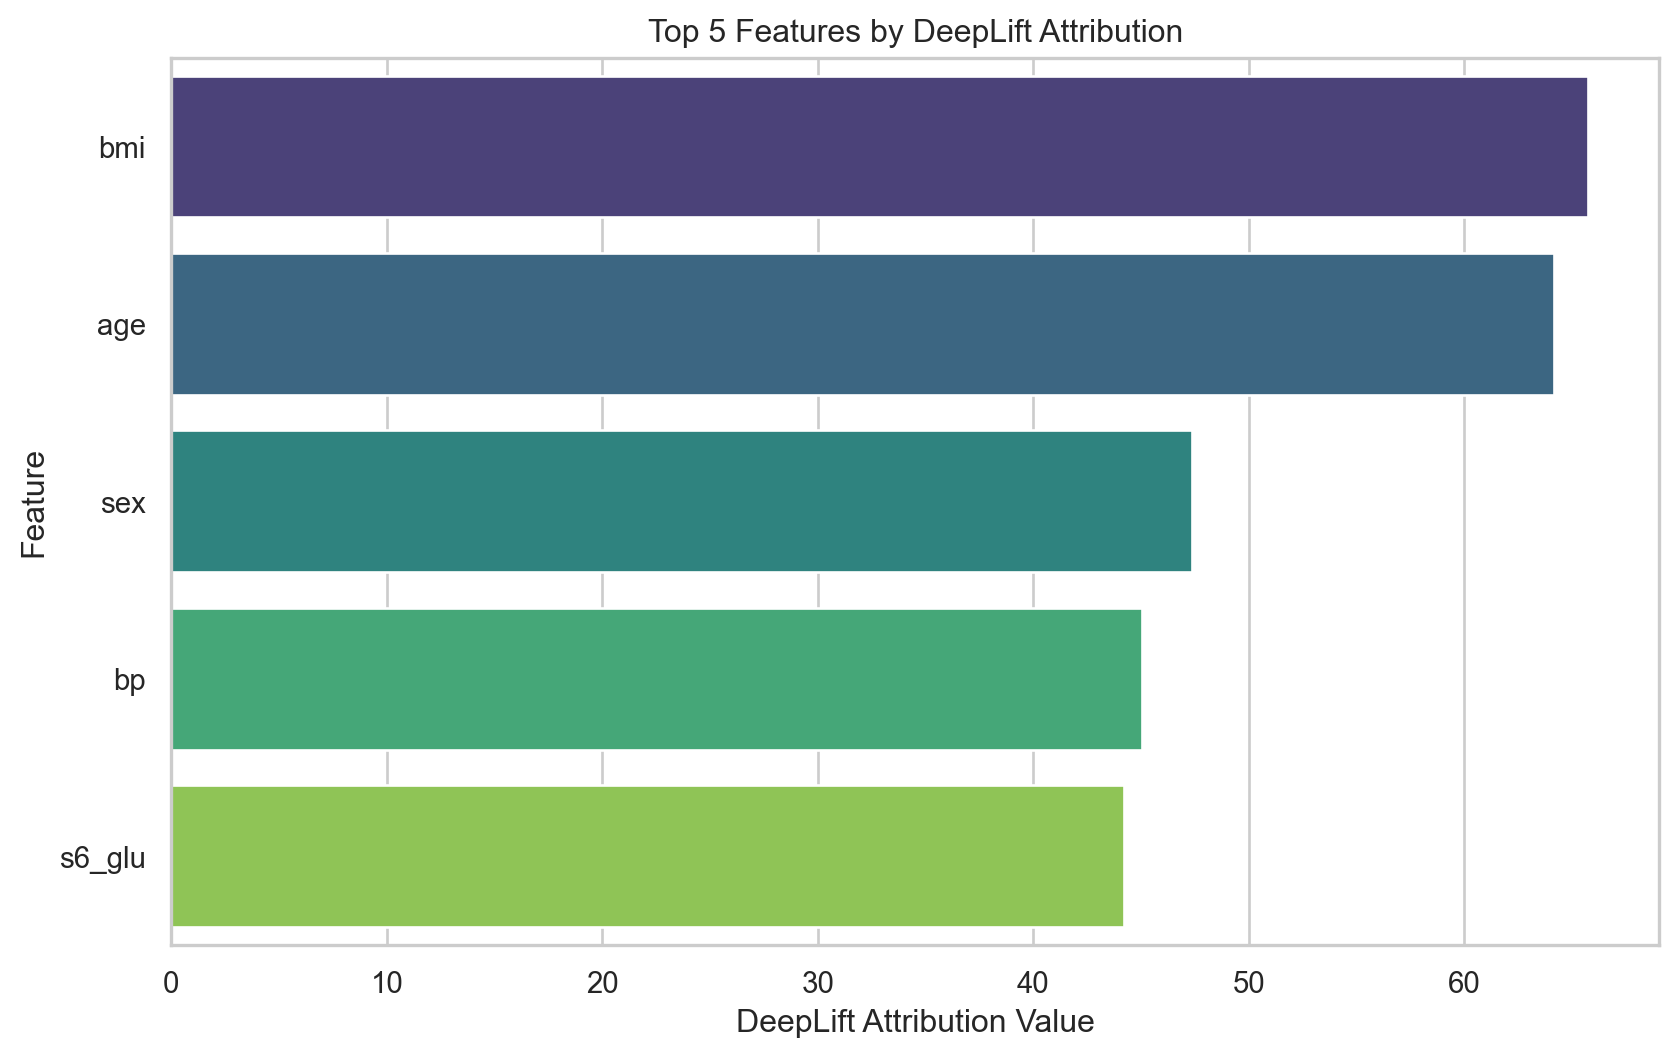 Top 5 Features by DeepLift Attribution
Feature
bmi
age
sex
bp
s6_glu
0 10 20 30 40 50 60
DeepLift Attribution Value